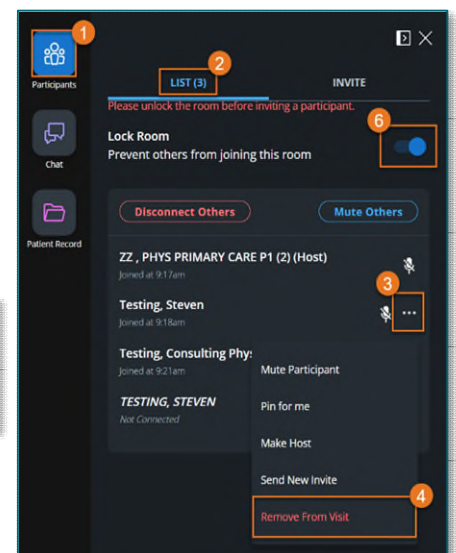 1
Participants
2
LIST (3)
INVITE
Please unlock the room before inviting a participant.
6
Lock Room
Prevent others from joining this room
Chat
Disconnect Others
Mute Others
Patient Record
ZZ , PHYS PRIMARY CARE P1 (2) (Host)
Joined at 9:17am
3
Testing, Steven
Joined at 9:18am
Testing, Consulting Phy
Joined at 9:21am
Mute Participant
TESTING, STEVEN
Not Connected
Pin for me
Make Host
Send New Invite
4
Remove From Visit